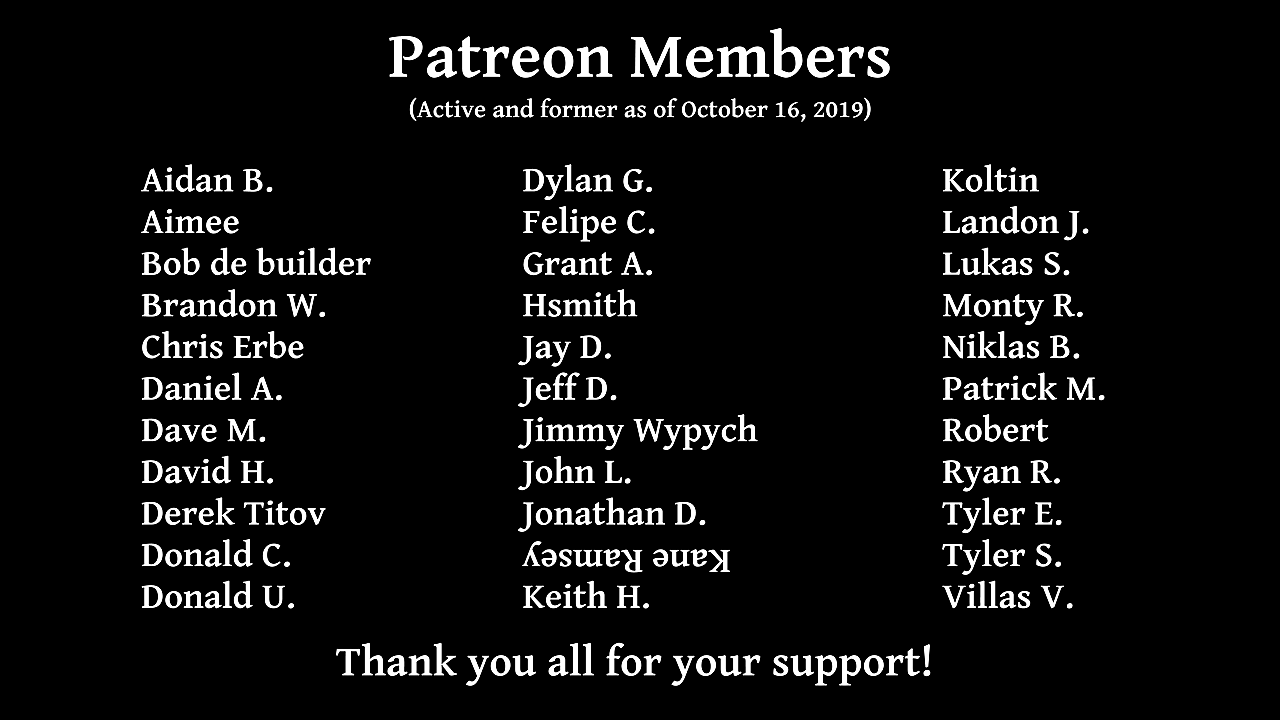 Patreon Members
(Active and former as of October 16, 2019)
Aidan B.
Aimee
Bob de builder
Brandon W.
Chris Erbe
Daniel A.
Dave M.
David H.
Derek Titov
Donald C.
Donald U.
Dylan G.
Felipe C.
Grant A.
Hsmith
Jay D.
Jeff D.
Jimmy Wypych
John L.
Jonathan D.
Kane Ramsey
Keith H.
Koltin
Landon J.
Lukas S.
Monty R.
Niklas B.
Patrick M.
Robert
Ryan R.
Tyler E.
Tyler S.
Villas V.
Thank you all for your support!